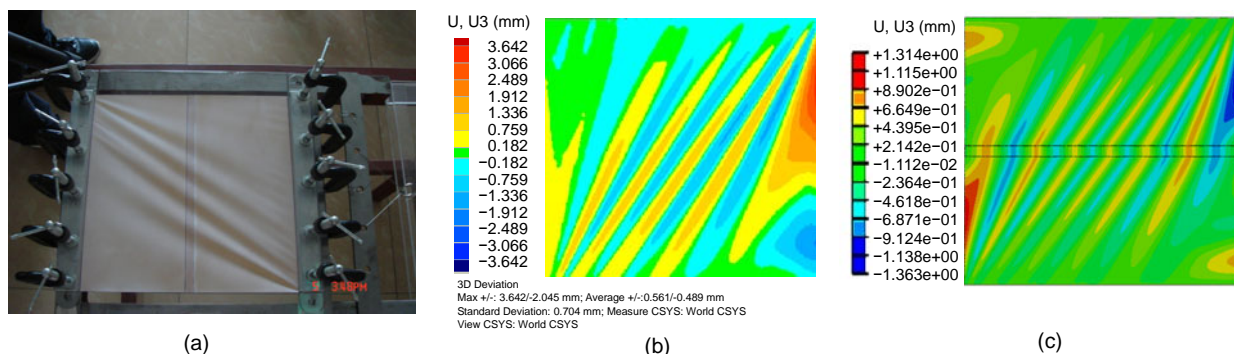 U, U3 (mm)
3.642
3.066
2.489
1.912
1.336
0.759
0.182
−0.182
−0.759
−1.336
−1.912
−2.489
−3.066
−3.642
3D Deviation
Max +/-: 3.642/-2.045 mm; Average +/-:0.561/-0.489 mm
Standard Deviation: 0.704 mm; Measure CSYS: World CSYS
View CSYS: World CSYS
U, U3 (mm)
+1.314e+00
+1.115e+00
+8.902e−01
+6.649e−01
+4.395e−01
+2.142e−01
−1.112e−02
−2.364e−01
−4.618e−01
−6.871e−01
−9.124e−01
−1.138e+00
−1.363e+00
(a)
(b)
(c)